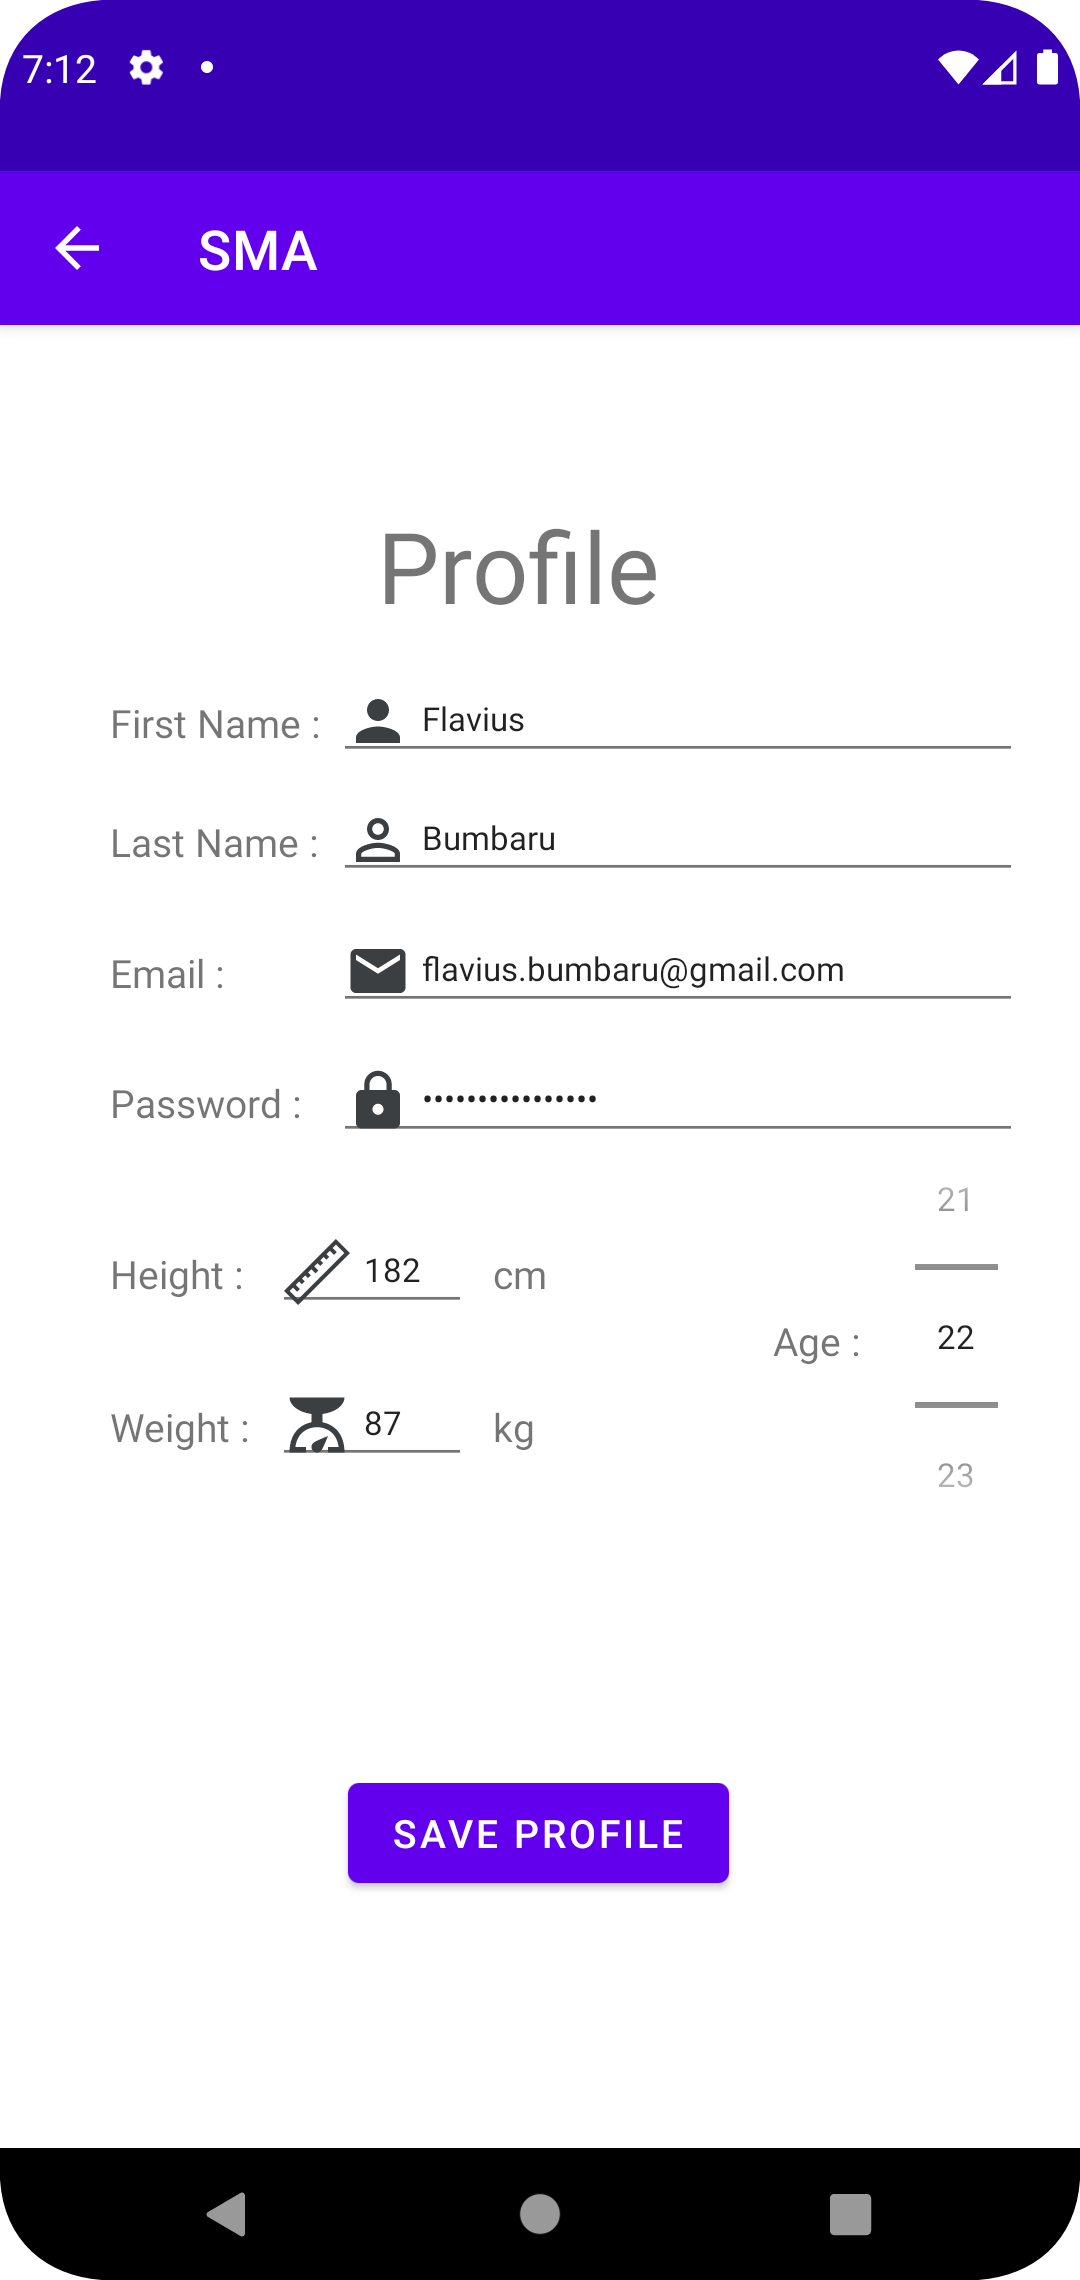 7:12
SMA
Profile
First Name : Flavius
Last Name : Bumbaru
Email : flavius.bumbaru@gmail.com
Password : •••••••••••••••
21
Height : 182 cm
Age : 22
Weight : 87 kg
23
SAVE PROFILE